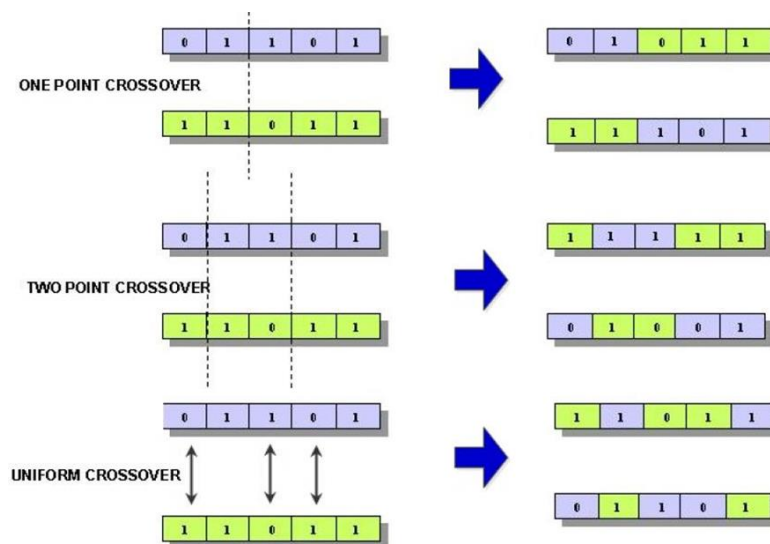 0 1 1 0 1
0 1 0 1 1
ONE POINT CROSSOVER
1 1 0 1 1
1 1 1 0 1
0 1 1 0 1
1 1 1 1 1
TWO POINT CROSSOVER
1 1 0 1 1
0 1 0 0 1
0 1 1 0 1
1 1 0 1 1
UNIFORM CROSSOVER
1 1 0 1 1
0 1 1 0 1